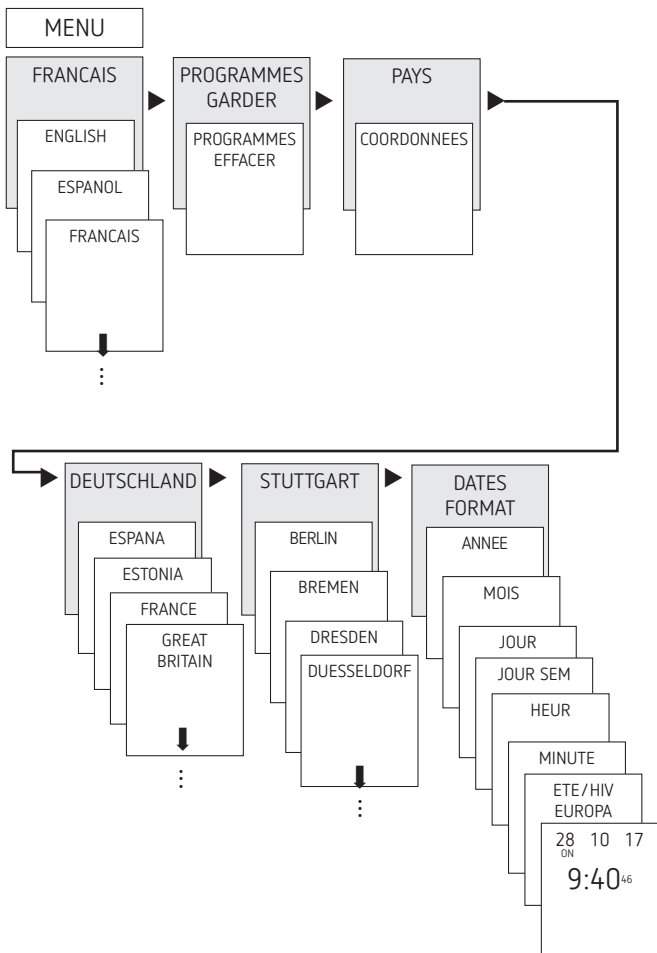 MENU
FRANCAIS
ENGLISH
ESPANOL
FRANCAIS
PROGRAMMES
GARDER
PROGRAMMES
EFFACER
PAYS
COORDONNEES
DEUTSCHLAND
ESPANA
ESTONIA
FRANCE
GREAT
BRITAIN
STUTTGART
BERLIN
BREMEN
DRESDEN
DUESSELDORF
DATES
FORMAT
ANNEE
MOIS
JOUR
JOUR SEM
HEUR
MINUTE
ETE/HIV
EUROPA
28 10 17
ON
9:40 46